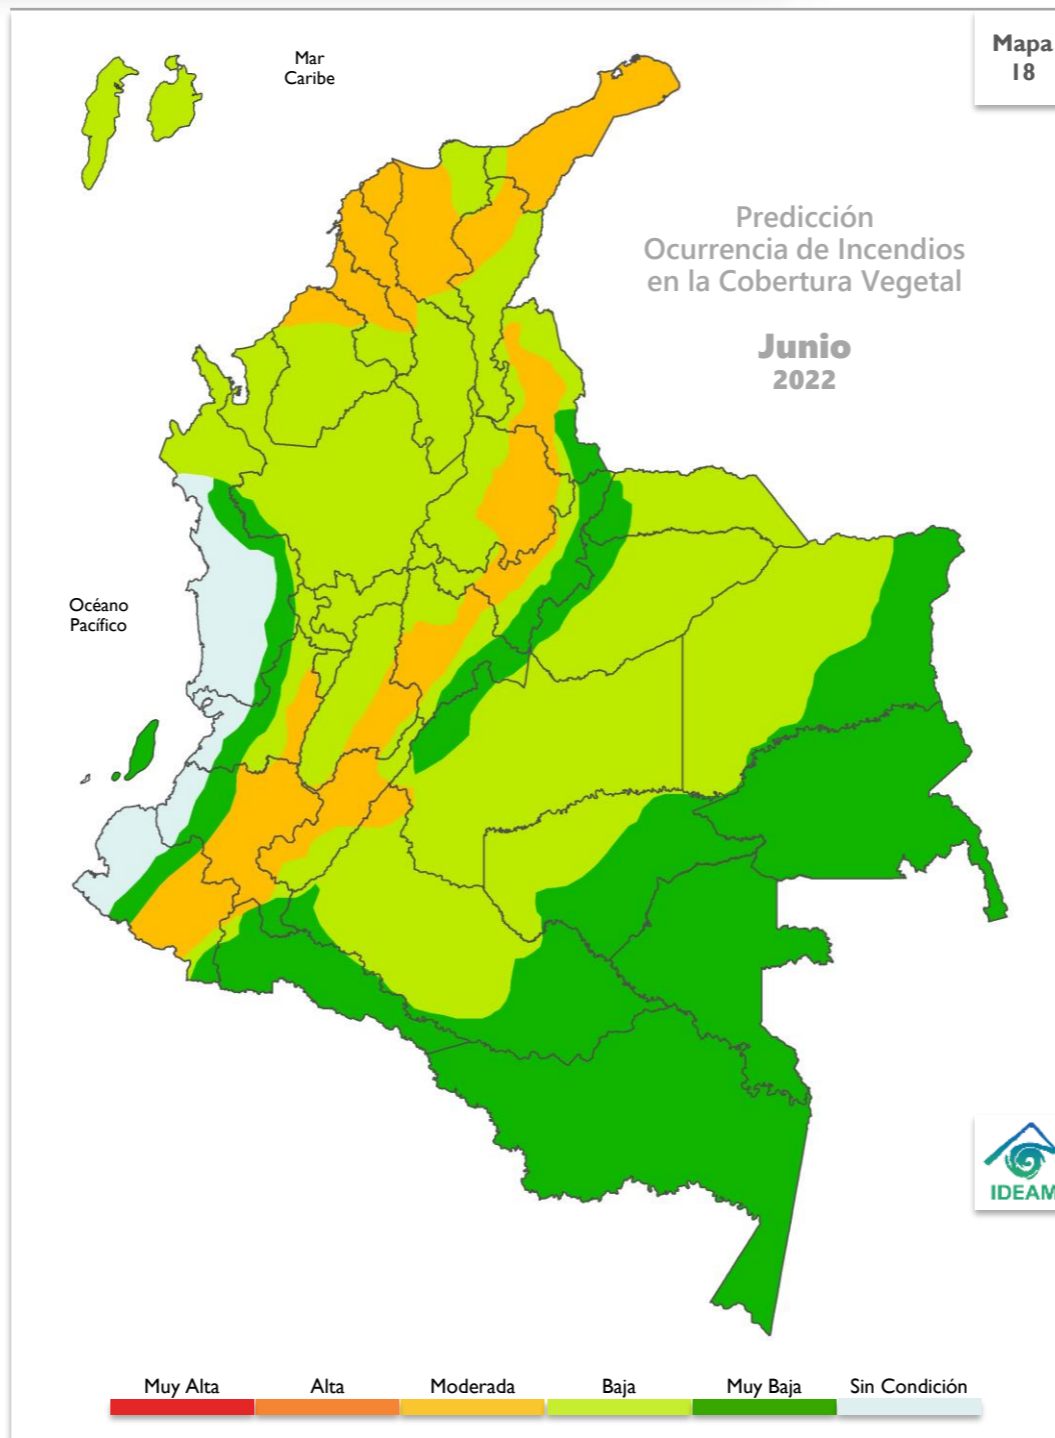 Mapa
18
Mar
Caribe
Predicción
Ocurrencia de Incendios
en la Cobertura Vegetal
Junio
2022
Océano
Pacífico
IDEAM
Muy Alta
Alta
Moderada
Baja
Muy Baja
Sin Condición